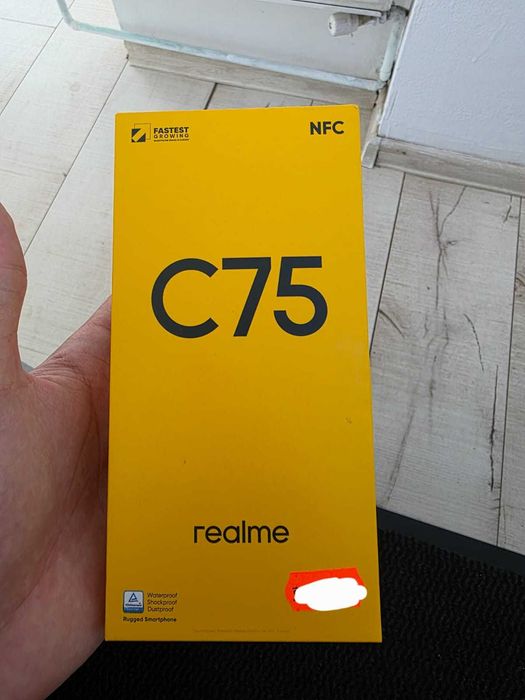 FASTEST
GROWING
NFC
C75
realme
Waterproof
Shockproof
Dustproof
Rugged Smartphone